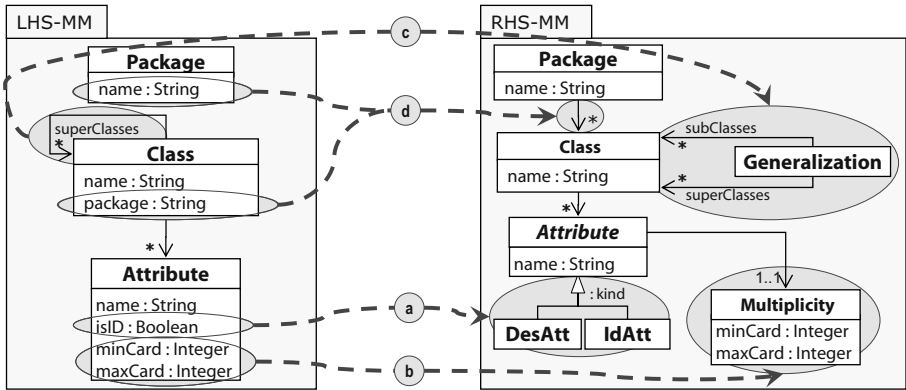 LHS-MM
Package
name : String
superClasses
*
Class
name : String
package : String
*
Attribute
name : String
isID : Boolean
minCard : Integer
maxCard : Integer
c
d
a
b
RHS-MM
Package
name : String
*
Class
name : String
subClasses
*
Generalization
*
superClasses
*
Attribute
name : String
: kind
DesAtt
IdAtt
1..1
Multiplicity
minCard : Integer
maxCard : Integer